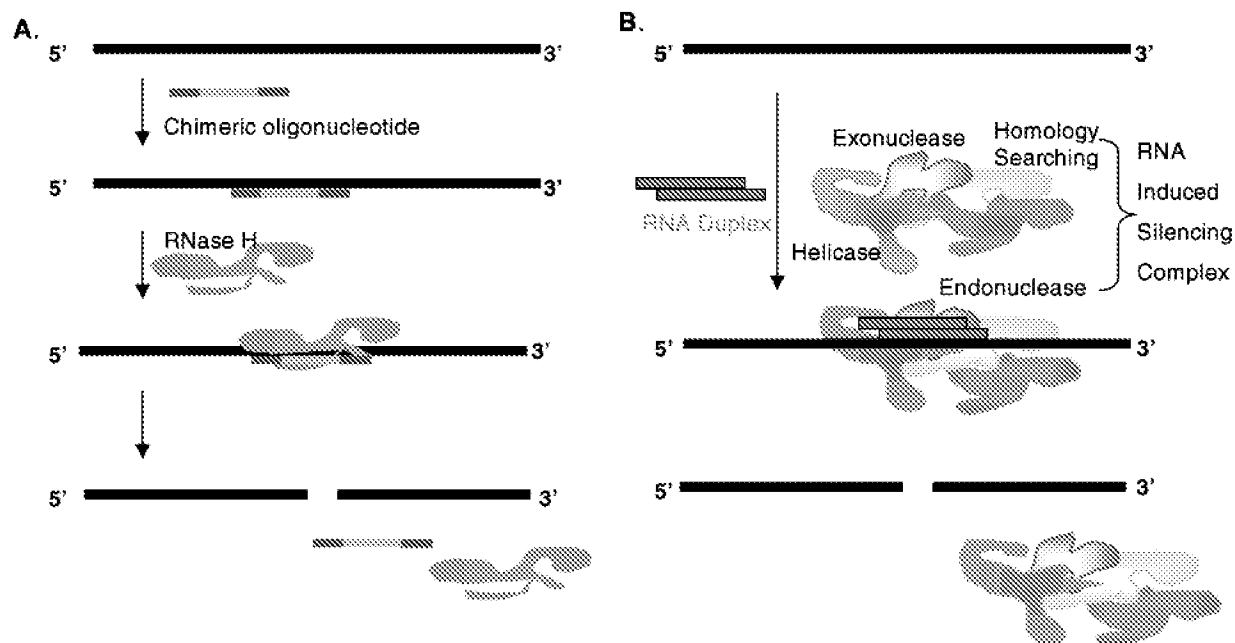 A.
5' 3'
Chimeric oligonucleotide
5' 3'
RNase H
5' 3'
5' 3'
B.
5' 3'
Exonuclease
Homology
Searching
RNA
Induced
Silencing
Complex
RNA Duplex
Helicase
Endonuclease
5' 3'
5' 3'